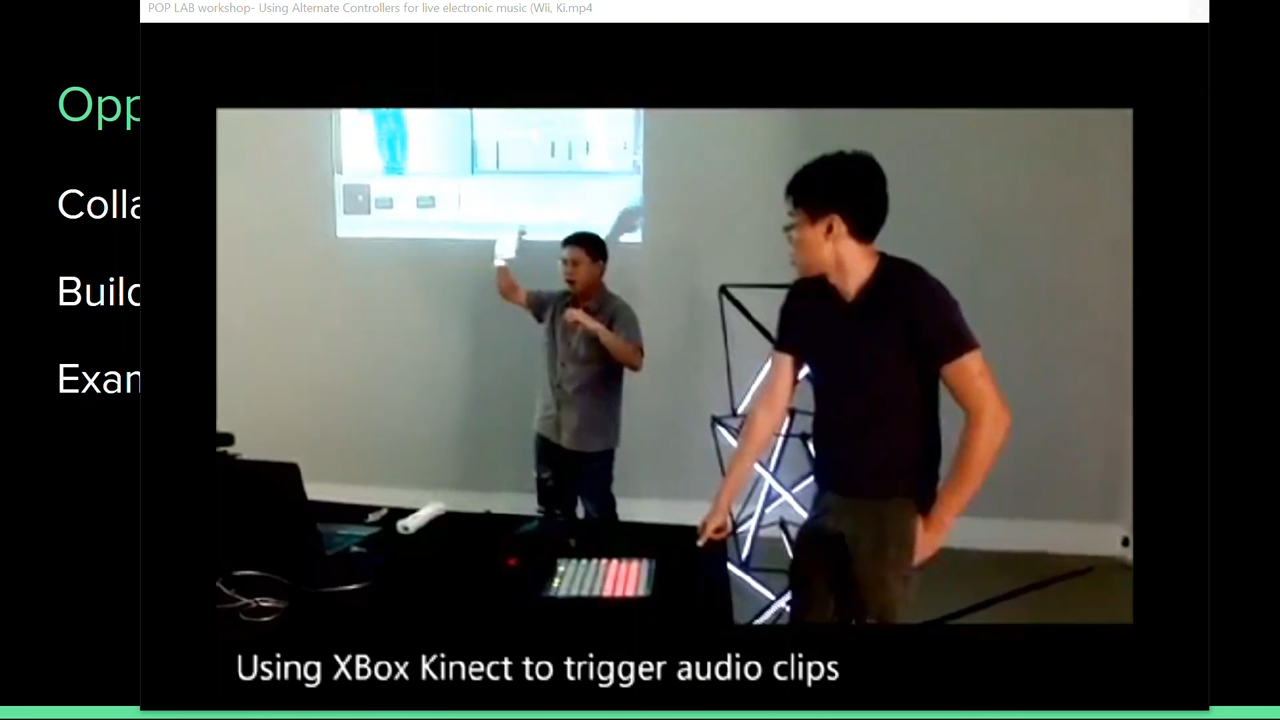 POP LAB workshop- Using Alternate Controllers for live electronic music (Wii, Ki.mp4
Opp
Colla
Build
Exam
Using XBox Kinect to trigger audio clips